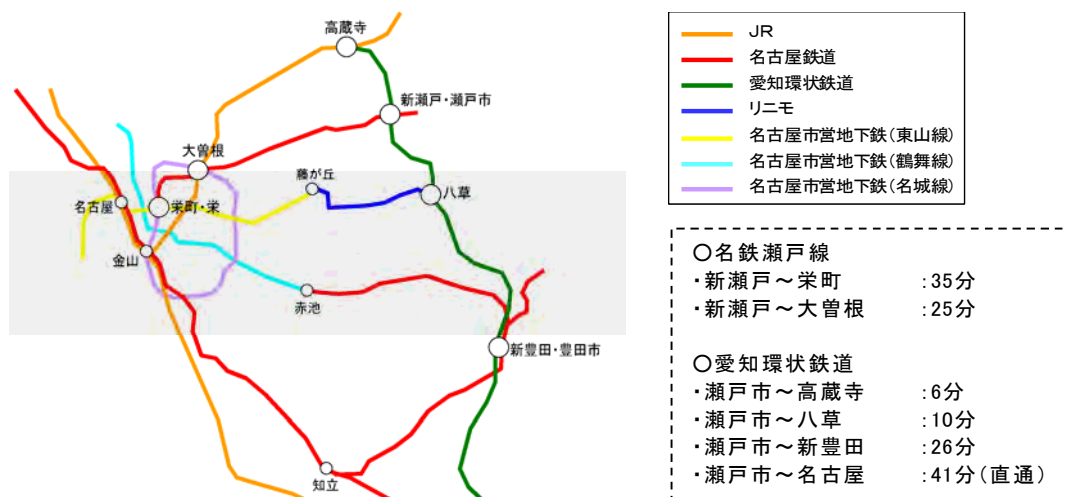 高蔵寺
新瀬戸・瀬戸市
大曽根
藤が丘
八草
名古屋
栄町・栄
金山
赤池
新豊田・豊田市
知立
JR
名古屋鉄道
愛知環状鉄道
リニモ
名古屋市営地下鉄(東山線)
名古屋市営地下鉄(鶴舞線)
名古屋市営地下鉄(名城線)
○名鉄瀬戸線
・新瀬戸～栄町 :35分
・新瀬戸～大曽根 :25分
○愛知環状鉄道
・瀬戸市～高蔵寺 :6分
・瀬戸市～八草 :10分
・瀬戸市～新豊田 :26分
・瀬戸市～名古屋 :41分(直通)